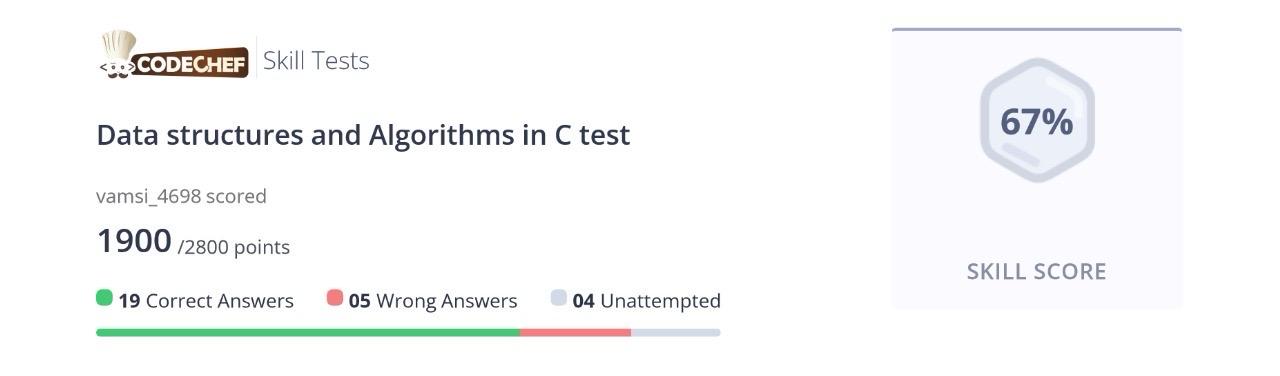 CODECHEF Skill Tests
Data structures and Algorithms in C test
vamsi_4698 scored
1900 /2800 points
19 Correct Answers 05 Wrong Answers 04 Unattempted
67%
SKILL SCORE